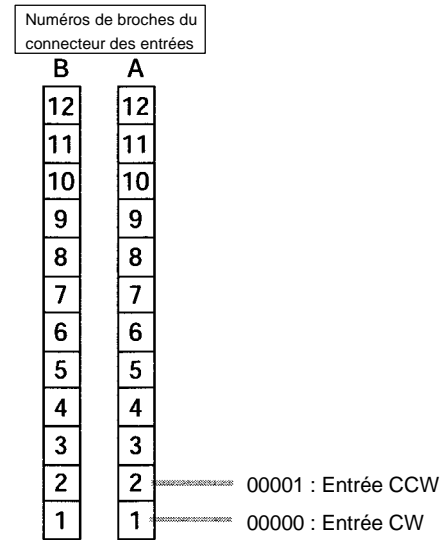 Numéros de broches du
connecteur des entrées
B A
12 12
11 11
10 10
9 9
8 8
7 7
6 6
5 5
4 4
3 3
2 2 00001 : Entrée CCW
1 1 00000 : Entrée CW